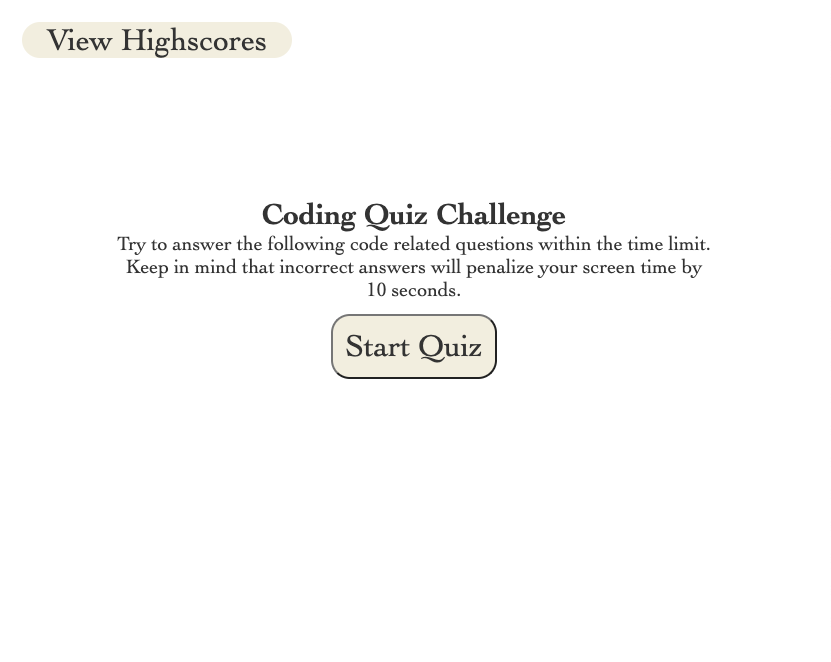 View Highscores
Coding Quiz Challenge
Try to answer the following code related questions within the time limit.
Keep in mind that incorrect answers will penalize your screen time by
10 seconds.
Start Quiz